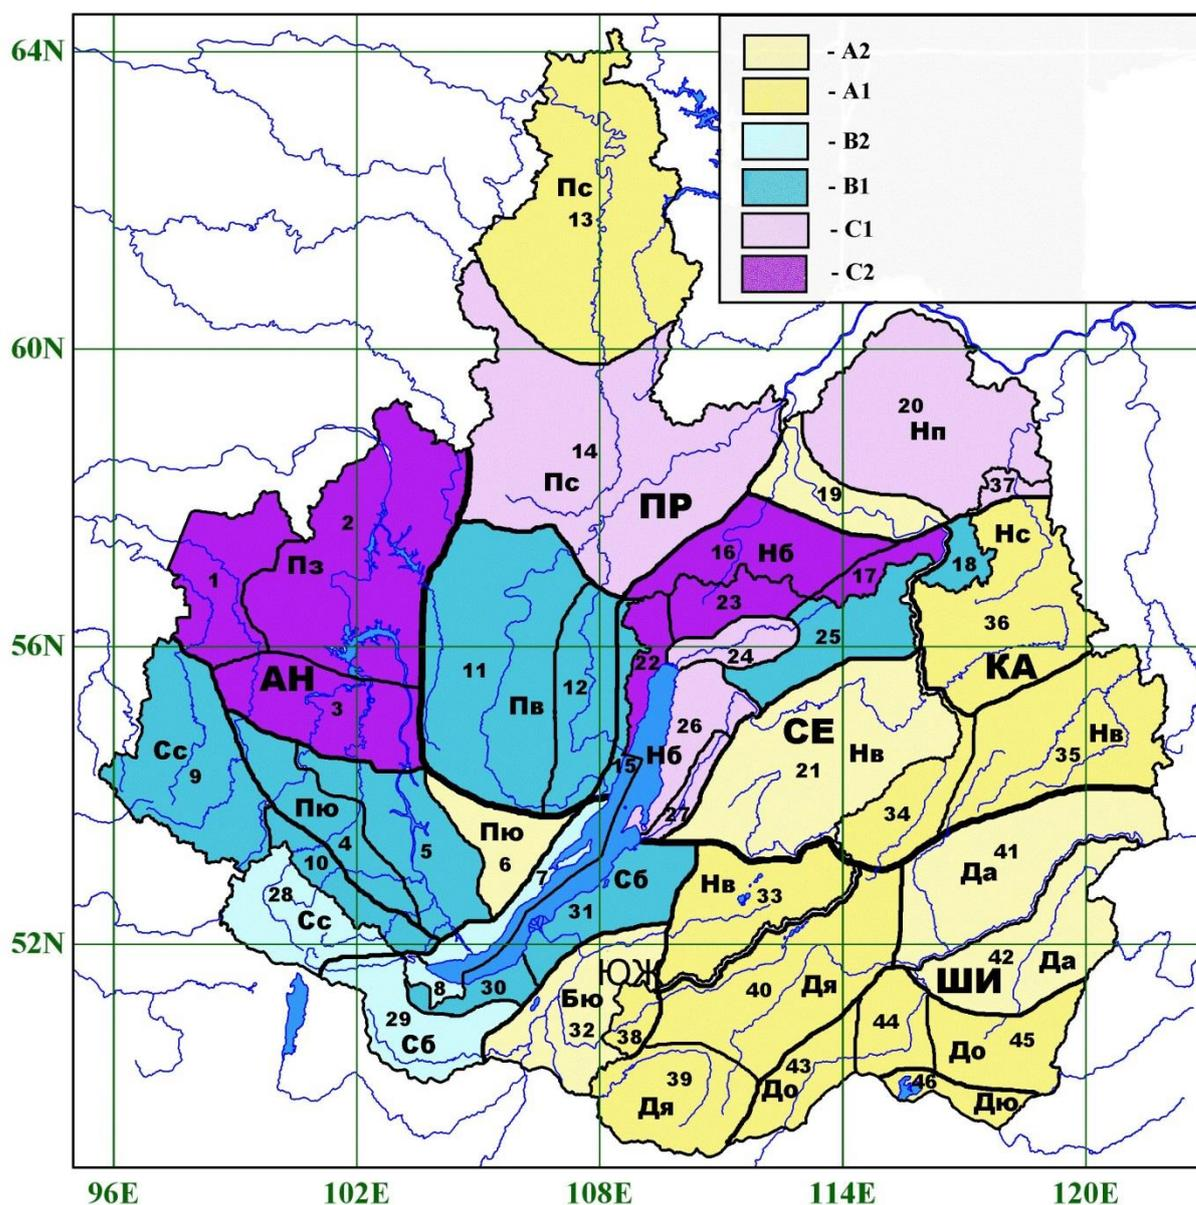 64N
- A2
- A1
- B2
- B1
- C1
- C2
Пс
13
60N
20
Нп
14
Пс
ПР
37
19
2
Нс
16
Нб
Пз
18
17
1
23
36
25
56N
24
22
КА
АН
11
12
3
Пв
26
СЕ
Нв
Нв
Сс
9
15
Нб
21
35
Пю
27
34
Пю
4
5
6
41
Да
10
7
Сб
Нв
33
28
Сс
31
52N
42
Да
ЮЖ
ШИ
8
30
Бю
40
Дя
29
32
44
45
Сб
38
До
39
43
46
До
Дя
Дю
96E
102E
108E
114E
120E